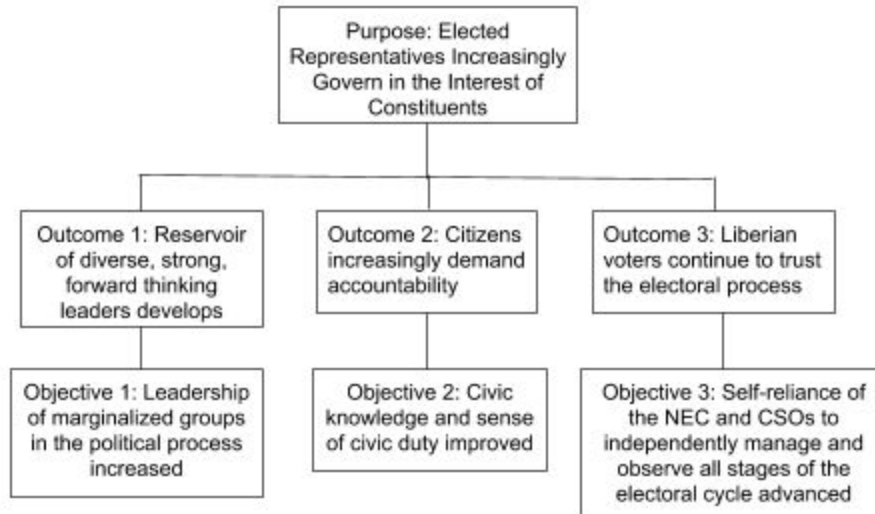 Purpose: Elected
Representatives Increasingly
Govern in the Interest of
Constituents
Outcome 1: Reservoir
of diverse, strong,
forward thinking
leaders develops
Outcome 2: Citizens
increasingly demand
accountability
Outcome 3: Liberian
voters continue to trust
the electoral process
Objective 1: Leadership
of marginalized groups
in the political process
increased
Objective 2: Civic
knowledge and sense
of civic duty improved
Objective 3: Self-reliance of
the NEC and CSOs to
independently manage and
observe all stages of the
electoral cycle advanced